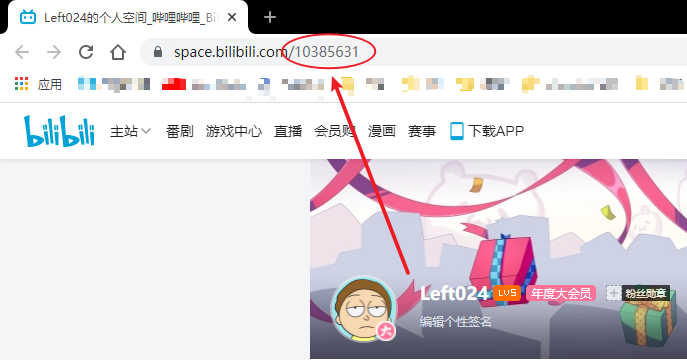 Left024的个人空间_哔哩哔哩_Bi
space.bilibili.com/10385631
应用
bilibili 主站 番剧 游戏中心 直播 会员购 漫画 赛事 下载APP
Left024 LV5 年度大会员 粉丝勋章
大
编辑个性签名